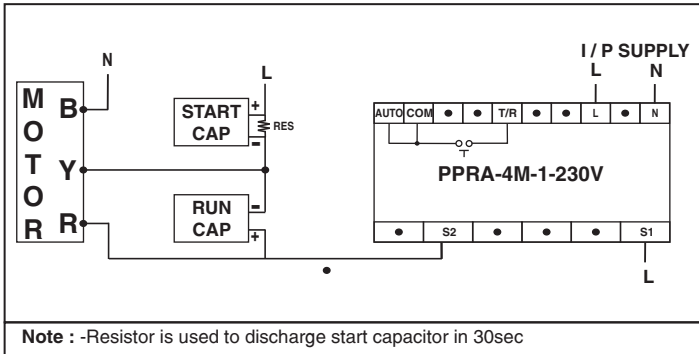 I / P SUPPLY
N
L
L
N
MOTOR
B
Y
R
START
CAP
+
RES
-
RUN
CAP
-
+
AUTO
COM
T/R
L
N
PPRA-4M-1-230V
S2
S1
L
Note : -Resistor is used to discharge start capacitor in 30sec